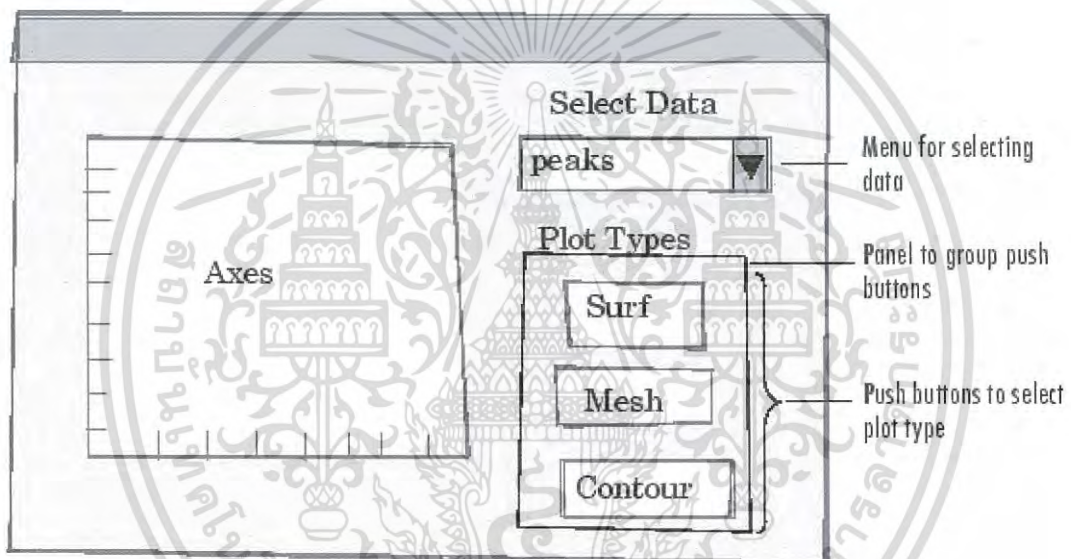 Select Data
peaks
Menu for selecting
data
Plot Types
Panel to group push
buttons
Axes
Surf
Mesh
Push buttons to select
plot type
Contour